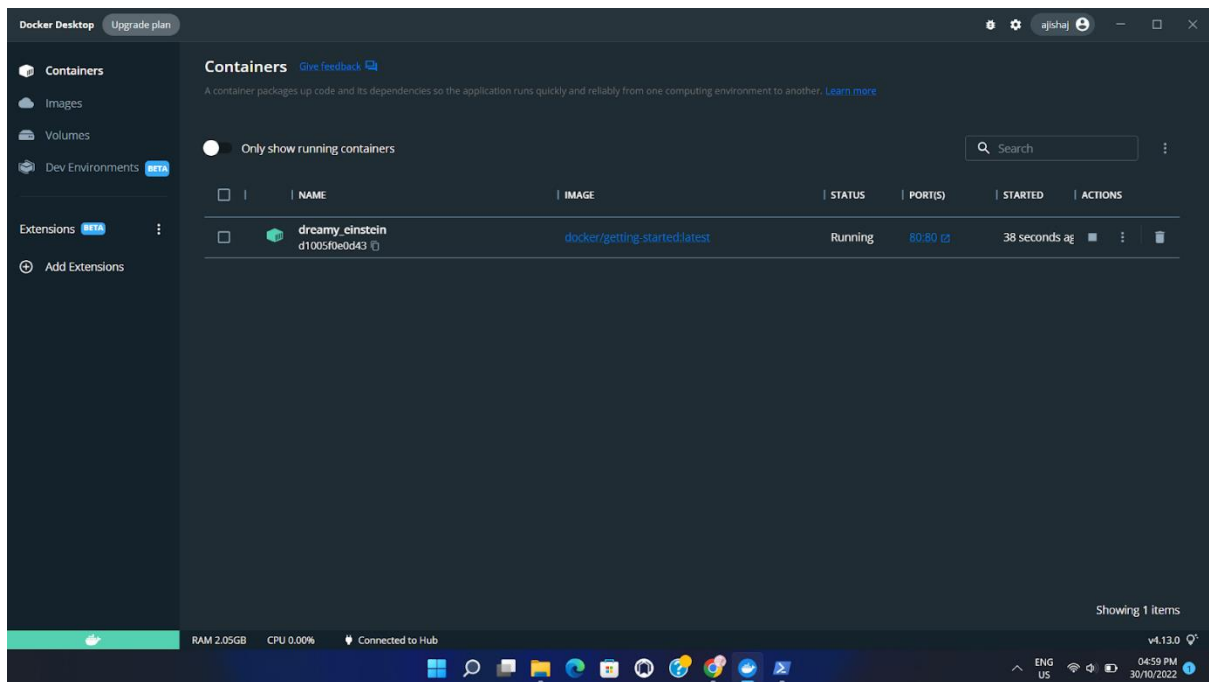 Docker Desktop Upgrade plan ajishaj
Containers
Images
Volumes
Dev Environments BETA
Extensions BETA
Add Extensions
Containers Give feedback
A container packages up code and its dependencies so the application runs quickly and reliably from one computing environment to another. Learn more
Only show running containers
Search
NAME IMAGE STATUS PORT(S) STARTED ACTIONS
dreamy_einstein docker/getting-started:latest Running 80:80 38 seconds ag
d1005f0e0d43
Showing 1 items
RAM 2.05GB CPU 0.00% Connected to Hub v4.13.0
ENG 04:59 PM
US 30/10/2022 1